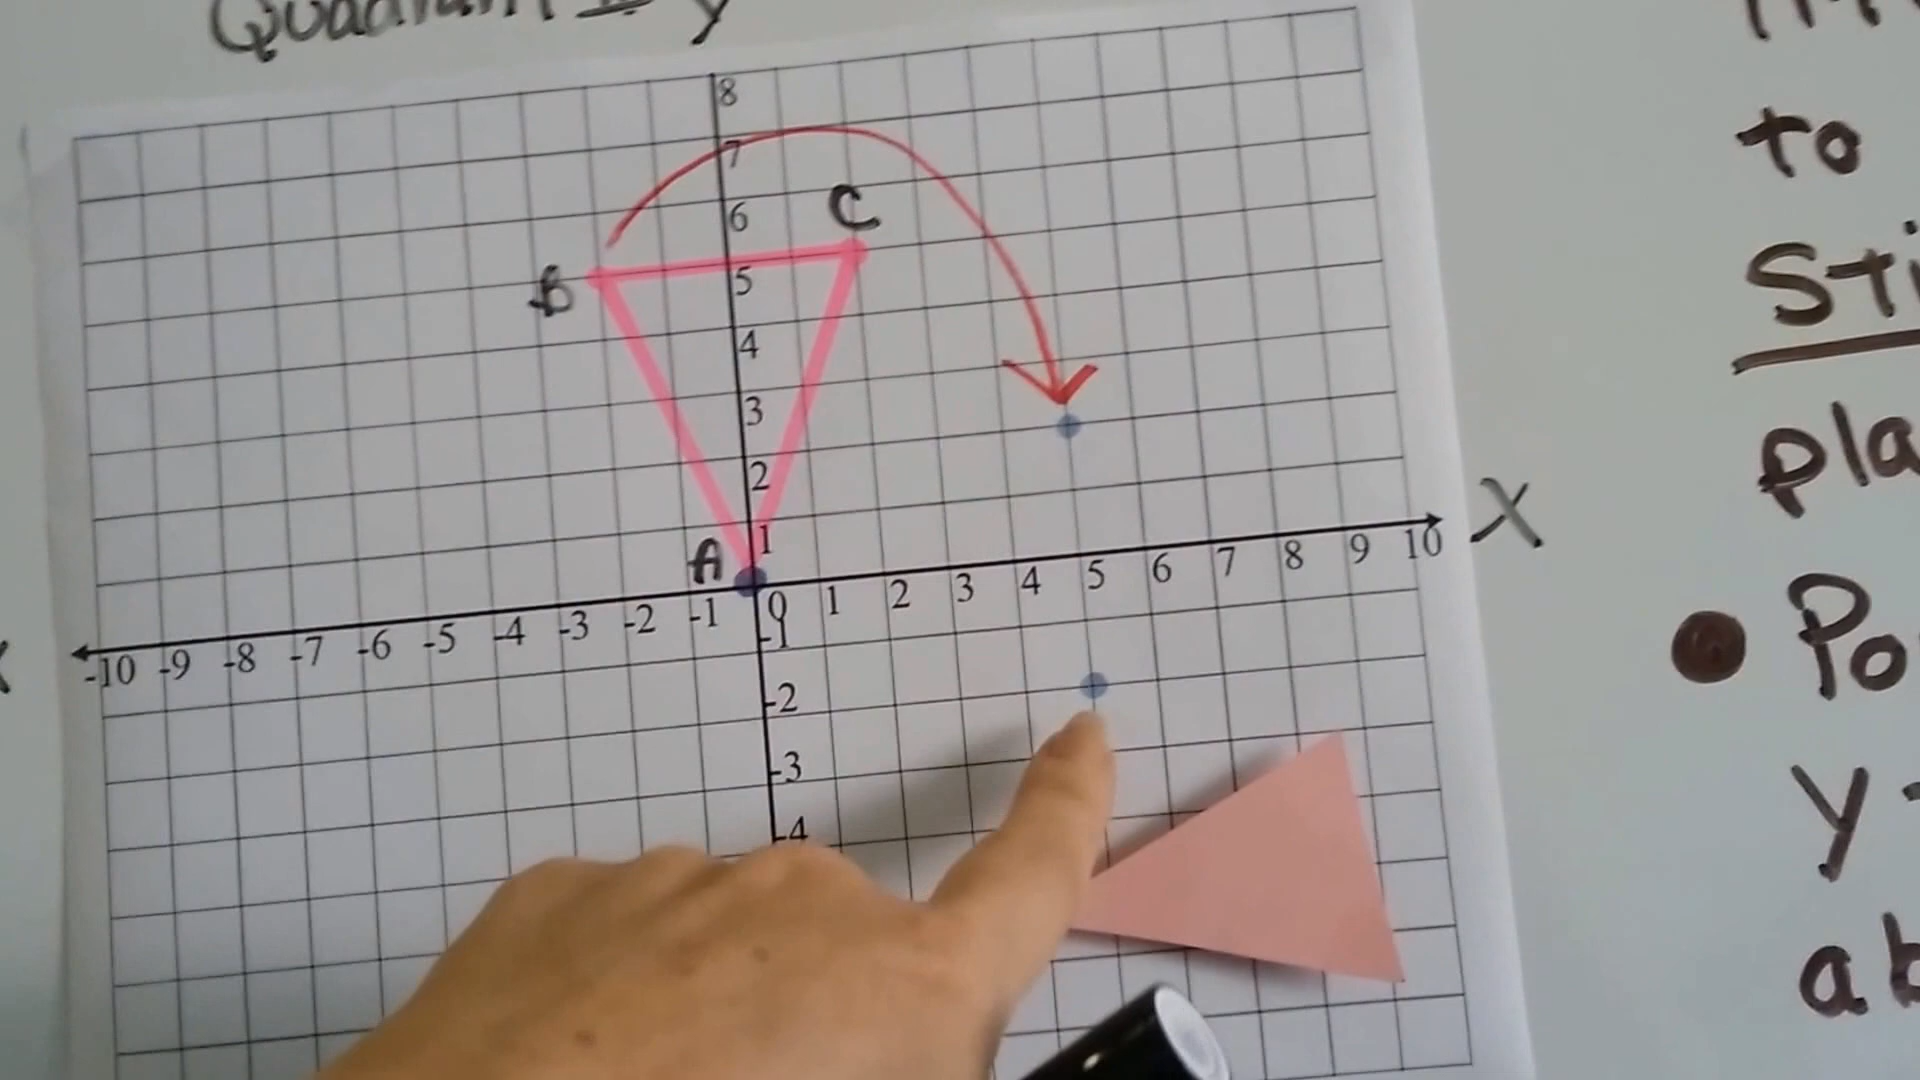 Quadrant II y
8
7
6
C
B
5
4
3
2
A
1
X
-10 -9 -8 -7 -6 -5 -4 -3 -2 -1 0 1 2 3 4 5 6 7 8 9 10
-1
-2
-3
-4
to
Sti
pla
Po
y-
ab